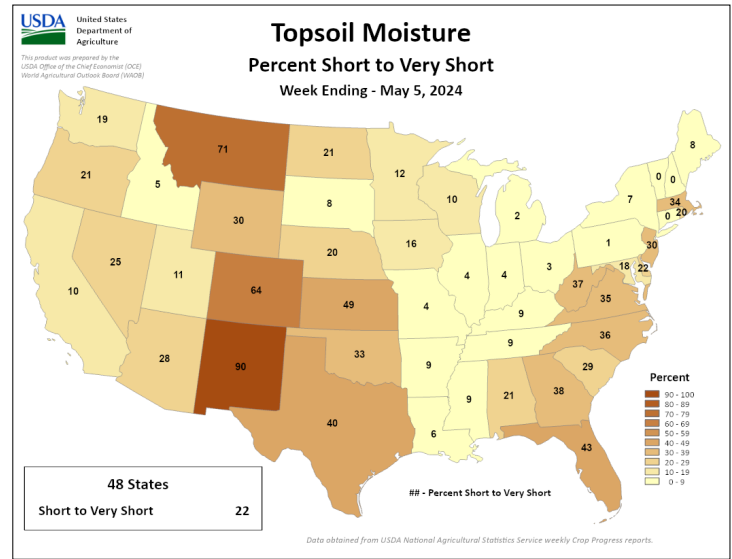 USDA
United States
Department of
Agriculture
This product was prepared by the
USDA Office of the Chief Economist (OCE)
World Agricultural Outlook Board (WAOB)
Topsoil Moisture
Percent Short to Very Short
Week Ending - May 5, 2024
19
71
21
12
8
0 0
21
5
8
10
2
7
34
0 20
30
16
1
30
25
11
20
4
4
3
18 22
10
64
49
4
37
35
9
28
90
33
9
9
36
29
40
9
21
38
6
43
Percent
90 - 100
80 - 89
70 - 79
60 - 69
50 - 59
40 - 49
30 - 39
20 - 29
10 - 19
0 - 9
48 States
Short to Very Short 22
## - Percent Short to Very Short
Data obtained from USDA National Agricultural Statistics Service weekly Crop Progress reports.